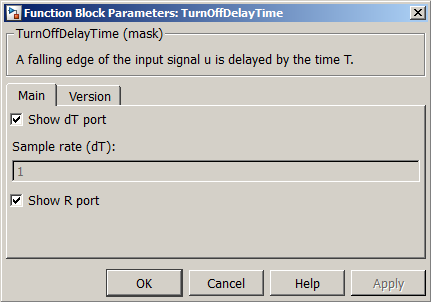 Function Block Parameters: TurnOffDelayTime
TurnOffDelayTime (mask)
A falling edge of the input signal u is delayed by the time T.
Main Version
Show dT port
Sample rate (dT):
1
Show R port
OK Cancel Help Apply